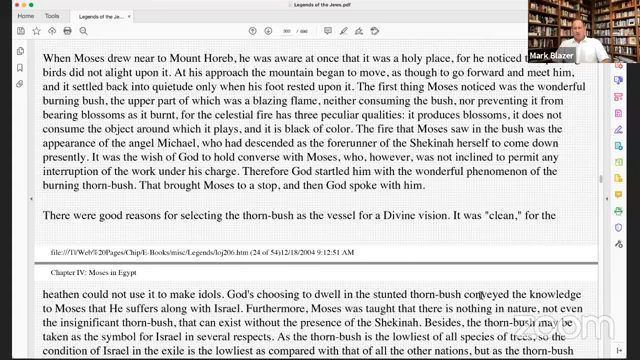 Home
Tools
Legends of the Jew...
Legends of the Jews.pdf
Mark Blazer
When Moses drew near to Mount Horeb, he was aware at once that it was a holy place, for he noticed
birds did not alight upon it. At his approach the mountain began to move, as though to go forward and meet him,
and it settled back into quietude only when his foot rested upon it. The first thing Moses noticed was the wonderful
burning bush, the upper part of which was a blazing flame, neither consuming the bush, nor preventing it from
bearing blossoms as it burnt, for the celestial fire has three peculiar qualities: it produces blossoms, it does not
consume the object around which it plays, and it is black of color. The fire that Moses saw in the bush was the
appearance of the angel Michael, who had descended as the forerunner of the Shekinah herself to come down
presently. It was the wish of God to hold converse with Moses, who, however, was not inclined to permit any
interruption of the work under his charge. Therefore God startled him with the wonderful phenomenon of the
burning thorn-bush. That brought Moses to a stop, and then God spoke with him.
There were good reasons for selecting the thorn-bush as the vessel for a Divine vision. It was "clean," for the
file:///T|/Web%20Pages/Chip/E-Books/misc/Legends/loj206.htm (24 of 54)12/18/2004 9:12:51 AM
Chapter IV: Moses in Egypt
heathen could not use it to make idols. God's choosing to dwell in the stunted thorn-bush conveyed the knowledge
to Moses that He suffers along with Israel. Furthermore, Moses was taught that there is nothing in nature, not even
the insignificant thorn-bush, that can exist without the presence of the Shekinah. Besides, the thorn-bush may be
taken as the symbol for Israel in several respects. As the thorn-bush is the lowliest of all species of trees, so the
condition of Israel in the exile is the lowliest as compared with that of all the other nations, but as the thorn-bush
LIVE